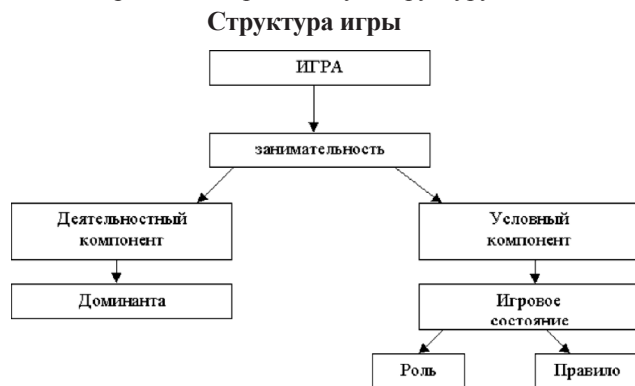 Структура игры
ИГРА
занимательность
Деятельностный
компонент
Условный
компонент
Доминанта
Игровое
состояние
Роль
Правило